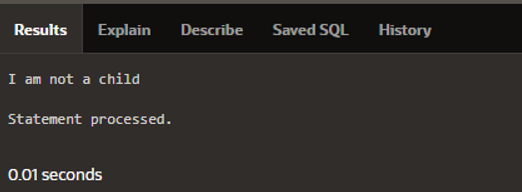 Results Explain Describe Saved SQL History
I am not a child
Statement processed.
0.01 seconds